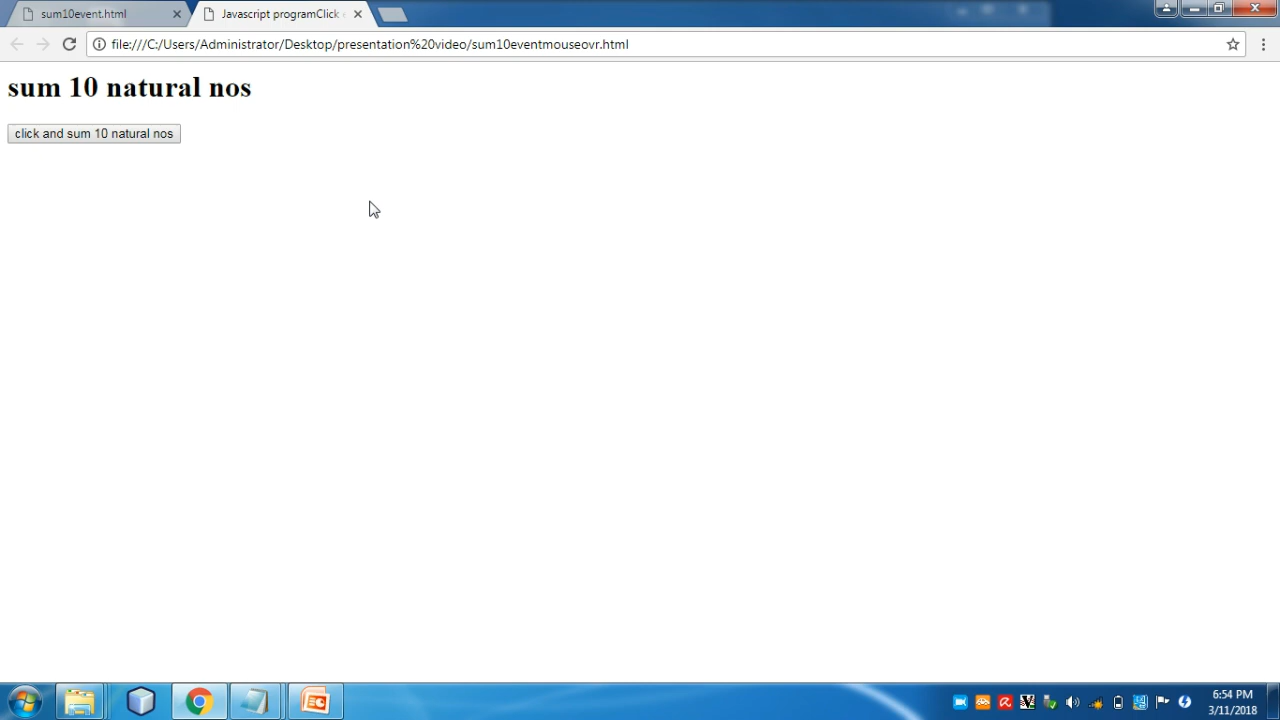 sum10event.html
Javascript programClick
file:///C:/Users/Administrator/Desktop/presentation%20video/sum10eventmouseovr.html
sum 10 natural nos
click and sum 10 natural nos
6:54 PM
3/11/2018